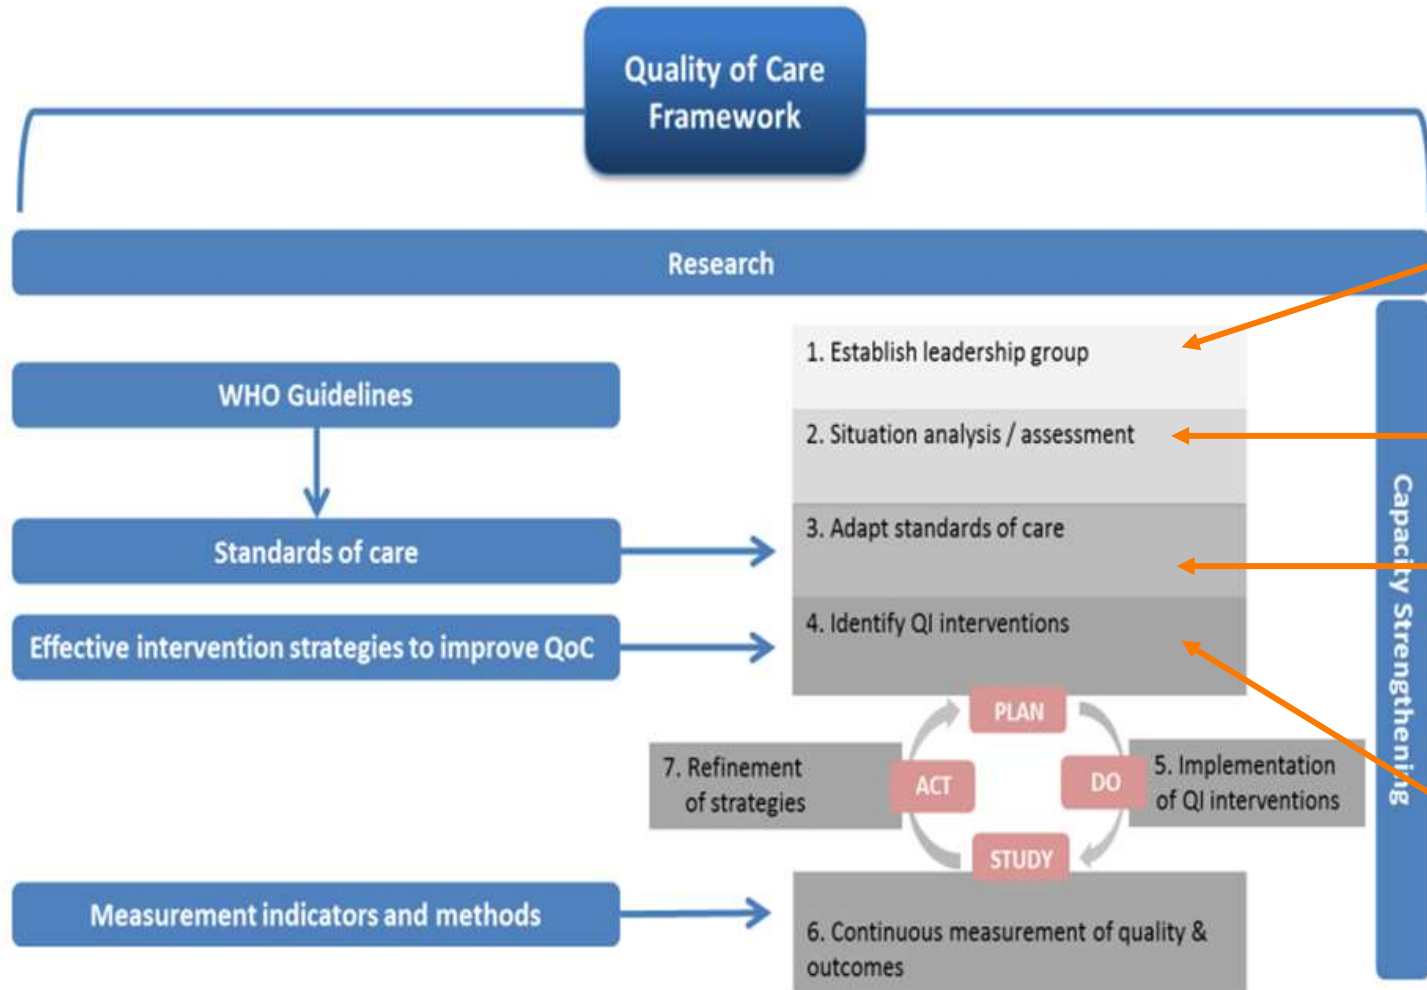 Quality of Care
Framework
Research
WHO Guidelines
Standards of care
Effective intervention strategies to improve QoC
Measurement indicators and methods
1. Establish leadership group
2. Situation analysis / assessment
3. Adapt standards of care
4. Identify QI interventions
PLAN
7. Refinement
of strategies
ACT
DO
5. Implementation
of QI interventions
STUDY
6. Continuous measurement of quality &
outcomes
Capacity Strengthening